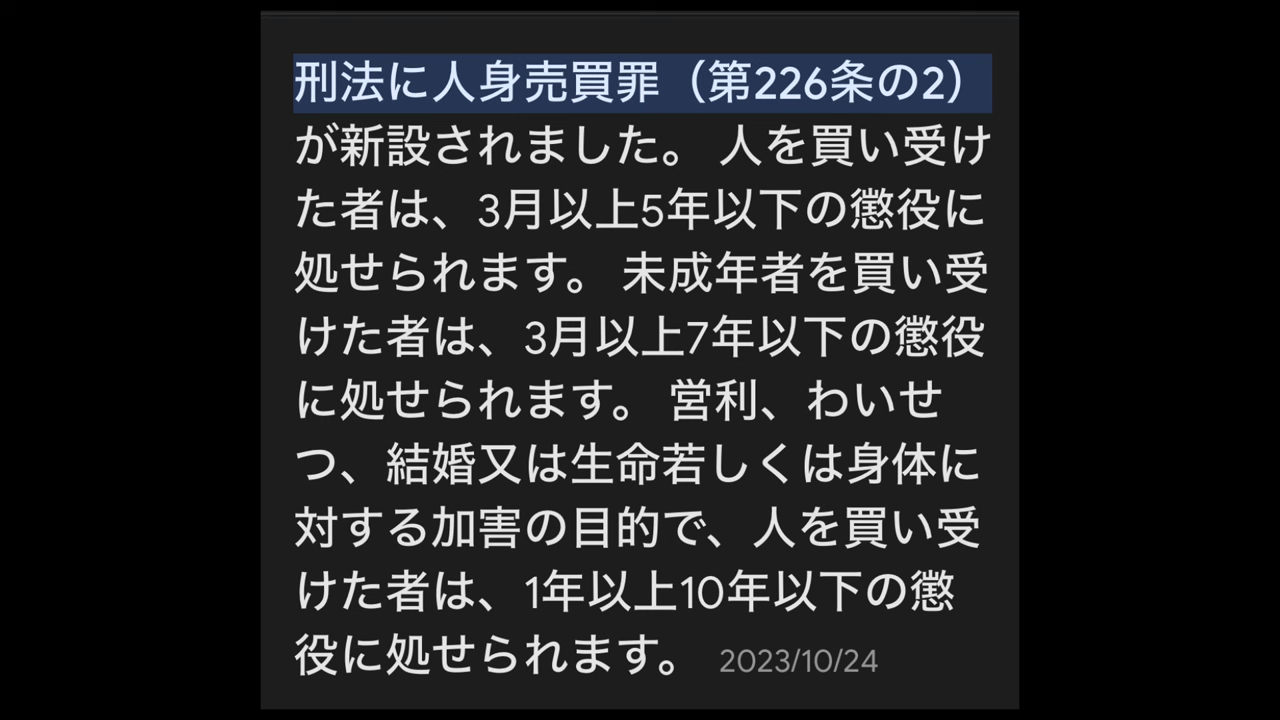 刑法に人身売買罪（第226条の2）
が新設されました。 人を買い受け
た者は、3月以上5年以下の懲役に
処せられます。 未成年者を買い受
けた者は、3月以上7年以下の懲役
に処せられます。 営利、わいせ
つ、結婚又は生命若しくは身体に
対する加害の目的で、人を買い受
けた者は、1年以上10年以下の懲
役に処せられます。 2023/10/24